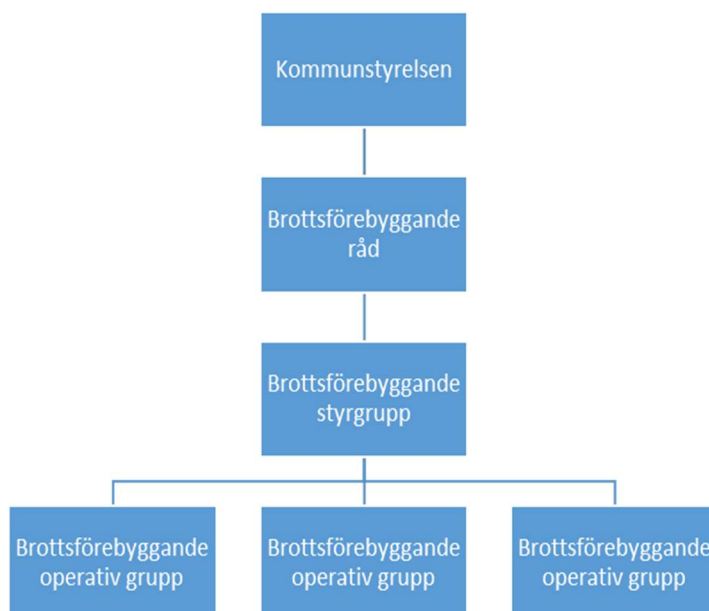 Kommunstyrelsen
Brottsförebyggande
råd
Brottsförebyggande
styrgrupp
Brottsförebyggande
operativ grupp
Brottsförebyggande
operativ grupp
Brottsförebyggande
operativ grupp